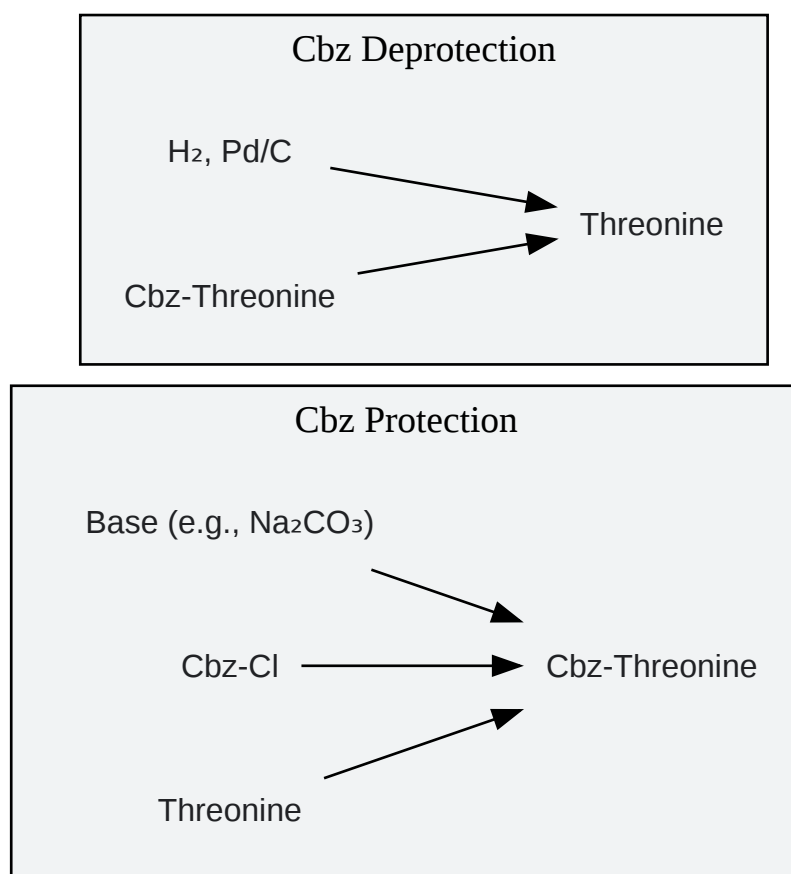 Cbz Deprotection
H₂, Pd/C
Threonine
Cbz-Threonine
Cbz Protection
Base (e.g., Na₂CO₃)
Cbz-Cl
Cbz-Threonine
Threonine